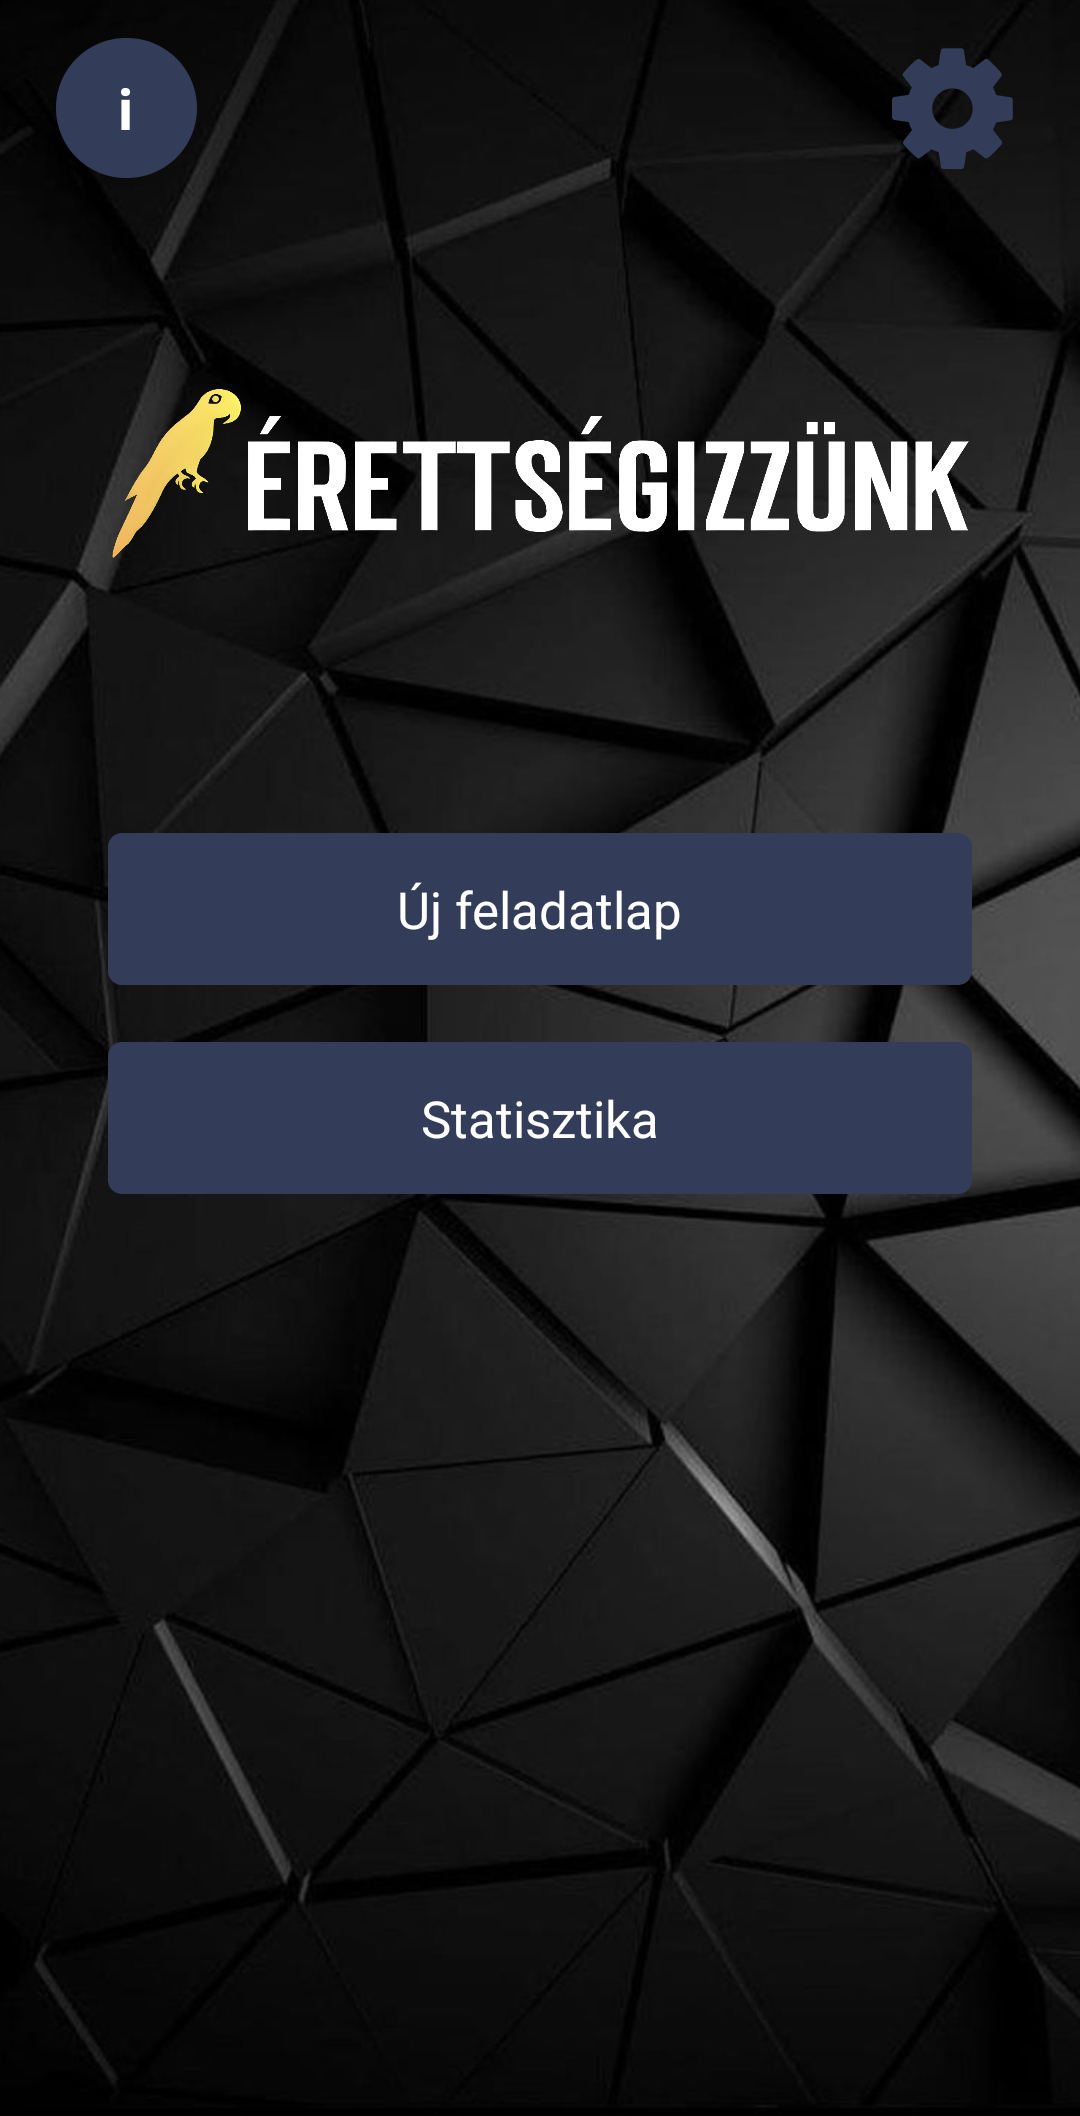 i
ÉRETTSÉGIZZÜNK
Új feladatlap
Statisztika